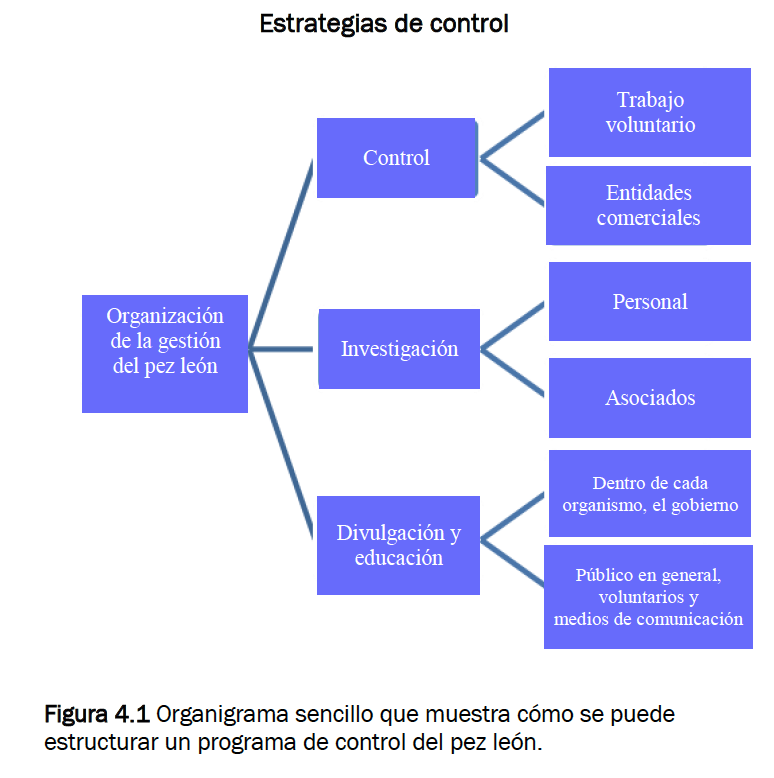 Estrategias de control
Organización
de la gestión
del pez león
Control
Trabajo
voluntario
Entidades
comerciales
Investigación
Personal
Asociados
Divulgación y
educación
Dentro de cada
organismo, el gobierno
Público en general,
voluntarios y
medios de comunicación
Figura 4.1 Organigrama sencillo que muestra cómo se puede
estructurar un programa de control del pez león.